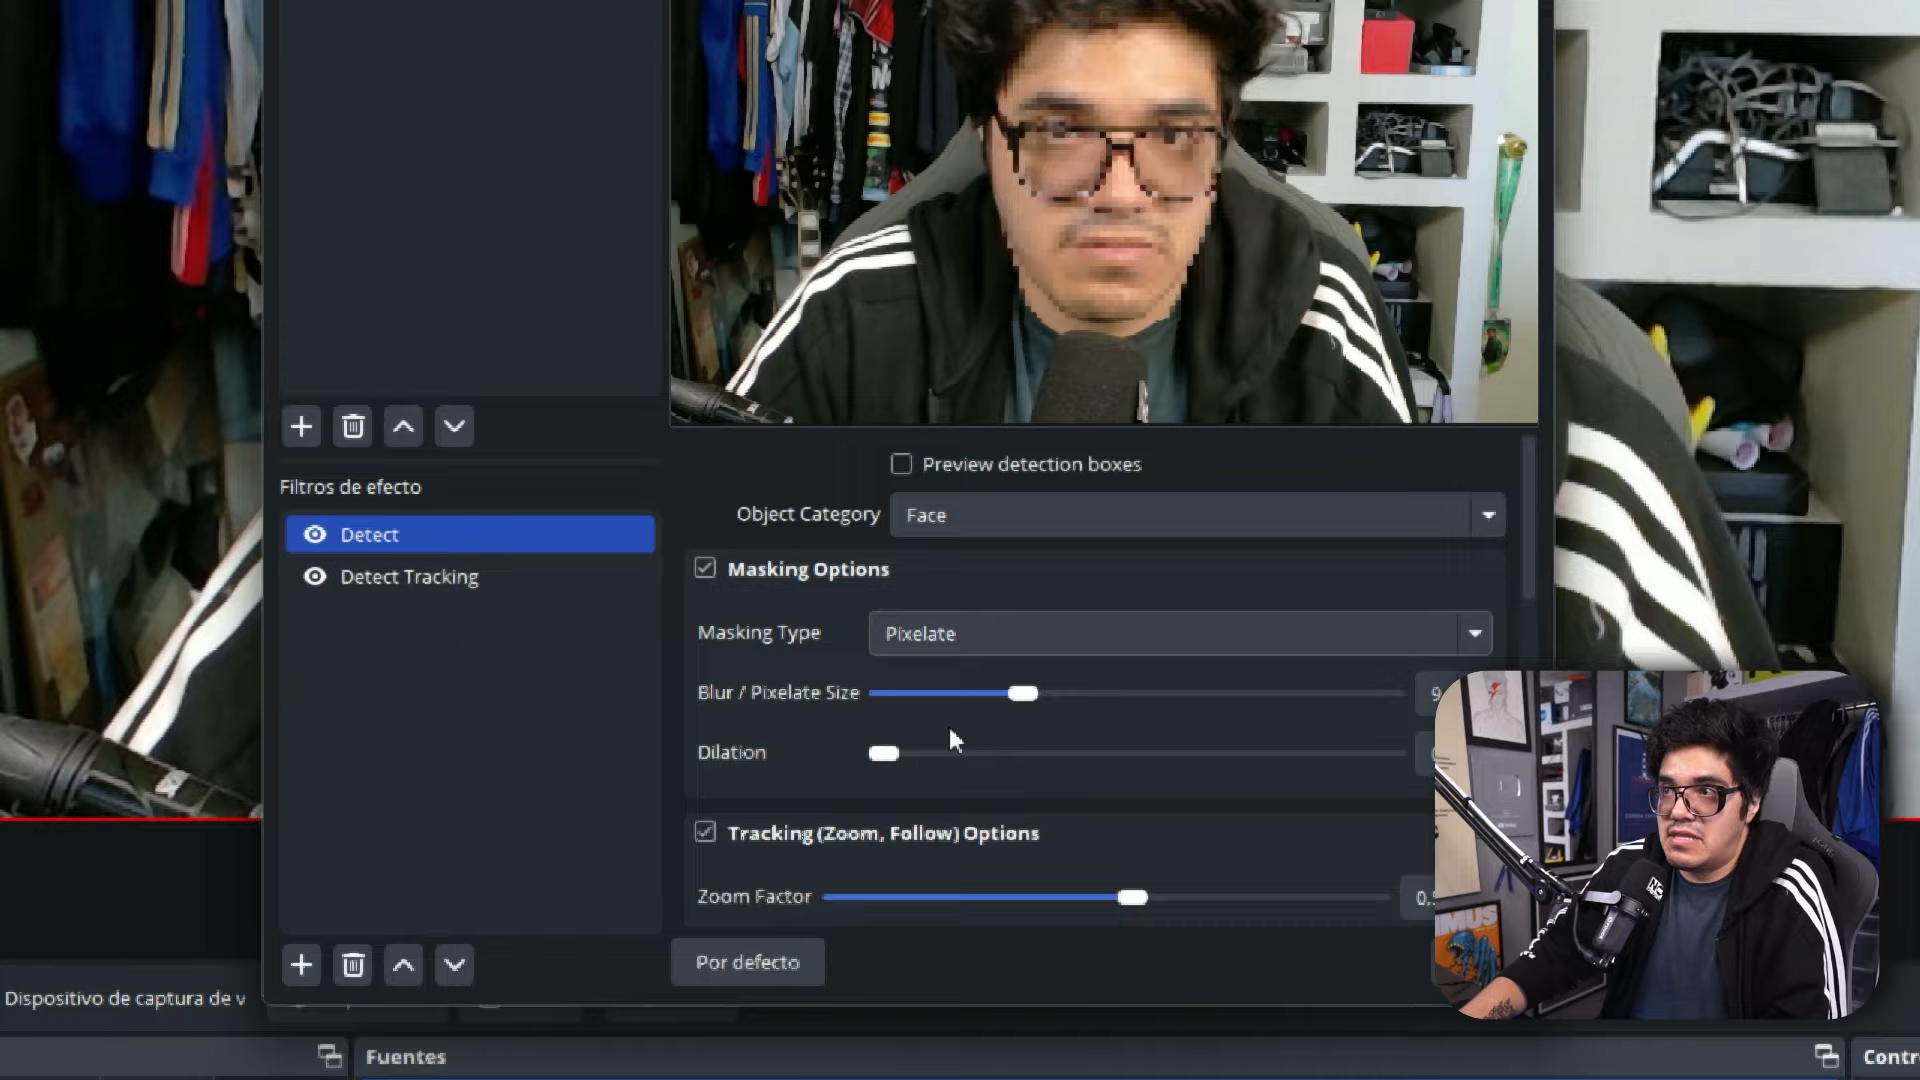 Preview detection boxes
Object Category
Face
Filtros de efecto
Detect
Detect Tracking
Masking Options
Masking Type
Pixelate
Blur / Pixelate Size
Dilation
Tracking (Zoom, Follow) Options
Zoom Factor
Por defecto
Dispositivo de captura de v
Fuentes
Contr